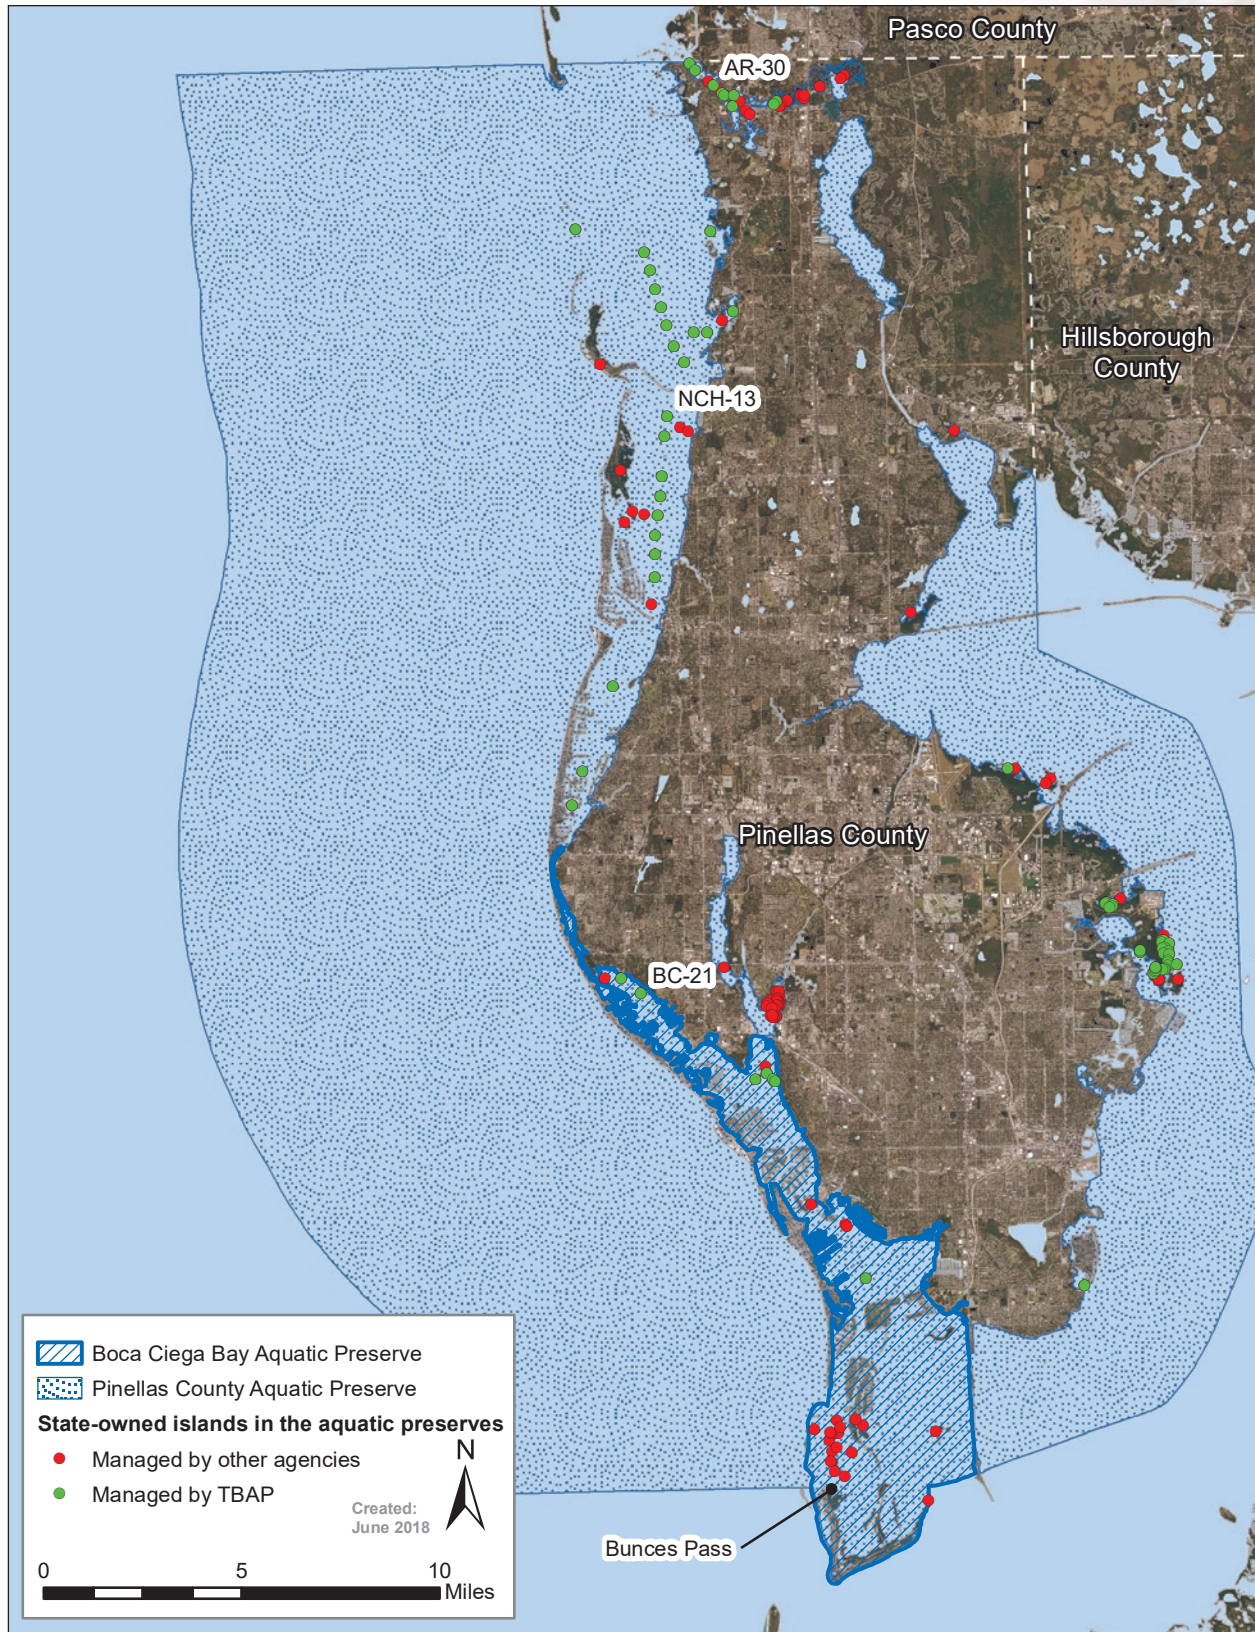 Pasco County
AR-30
Hillsborough
County
NCH-13
Pinellas County
BC-21
Boca Ciega Bay Aquatic Preserve
Pinellas County Aquatic Preserve
State-owned islands in the aquatic preserves
Managed by other agencies
Managed by TBAP
N
Created:
June 2018
0 5 10
Miles
Bunces Pass